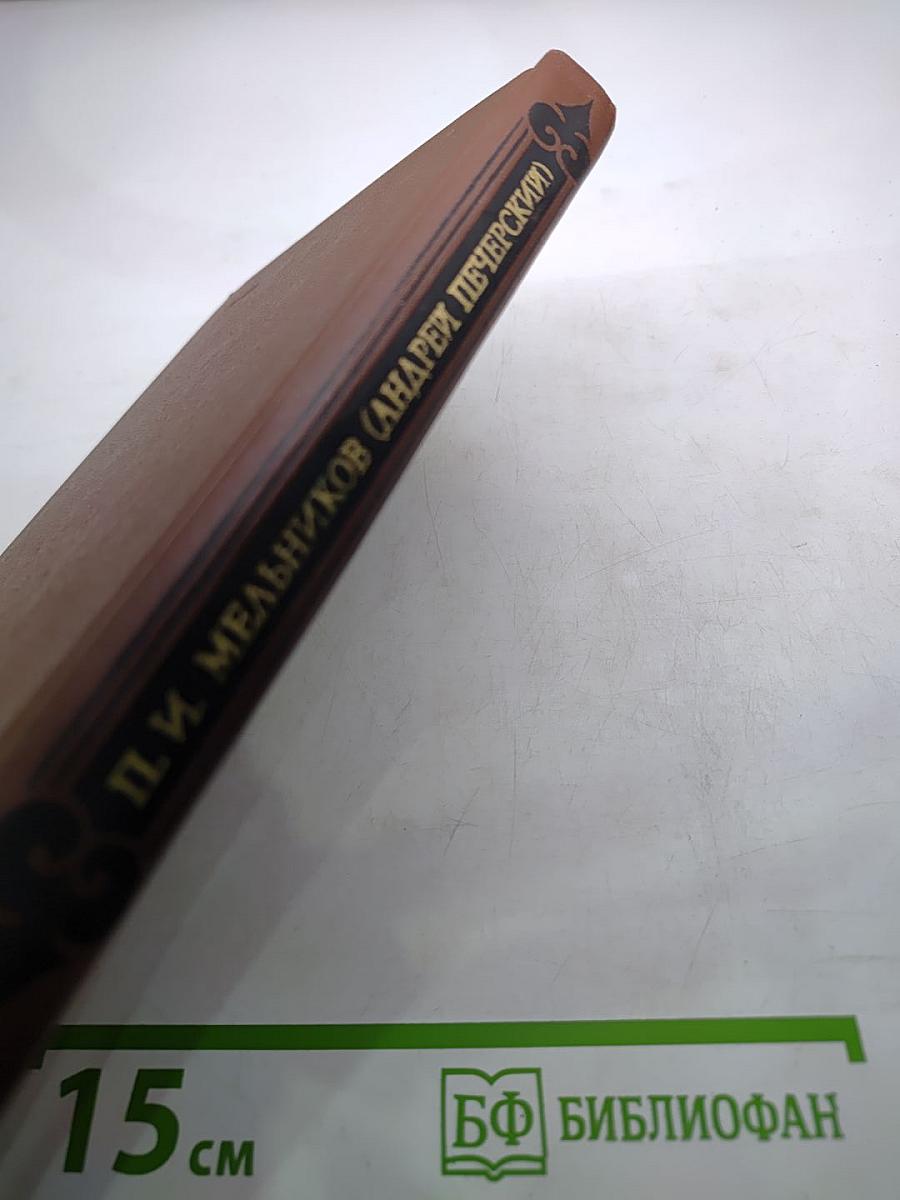 П. И. МЕЛЬНИКОВ (АНДРЕЙ ПЕЧЕРСКИЙ)
15 см
БФ БИБЛИОФАН